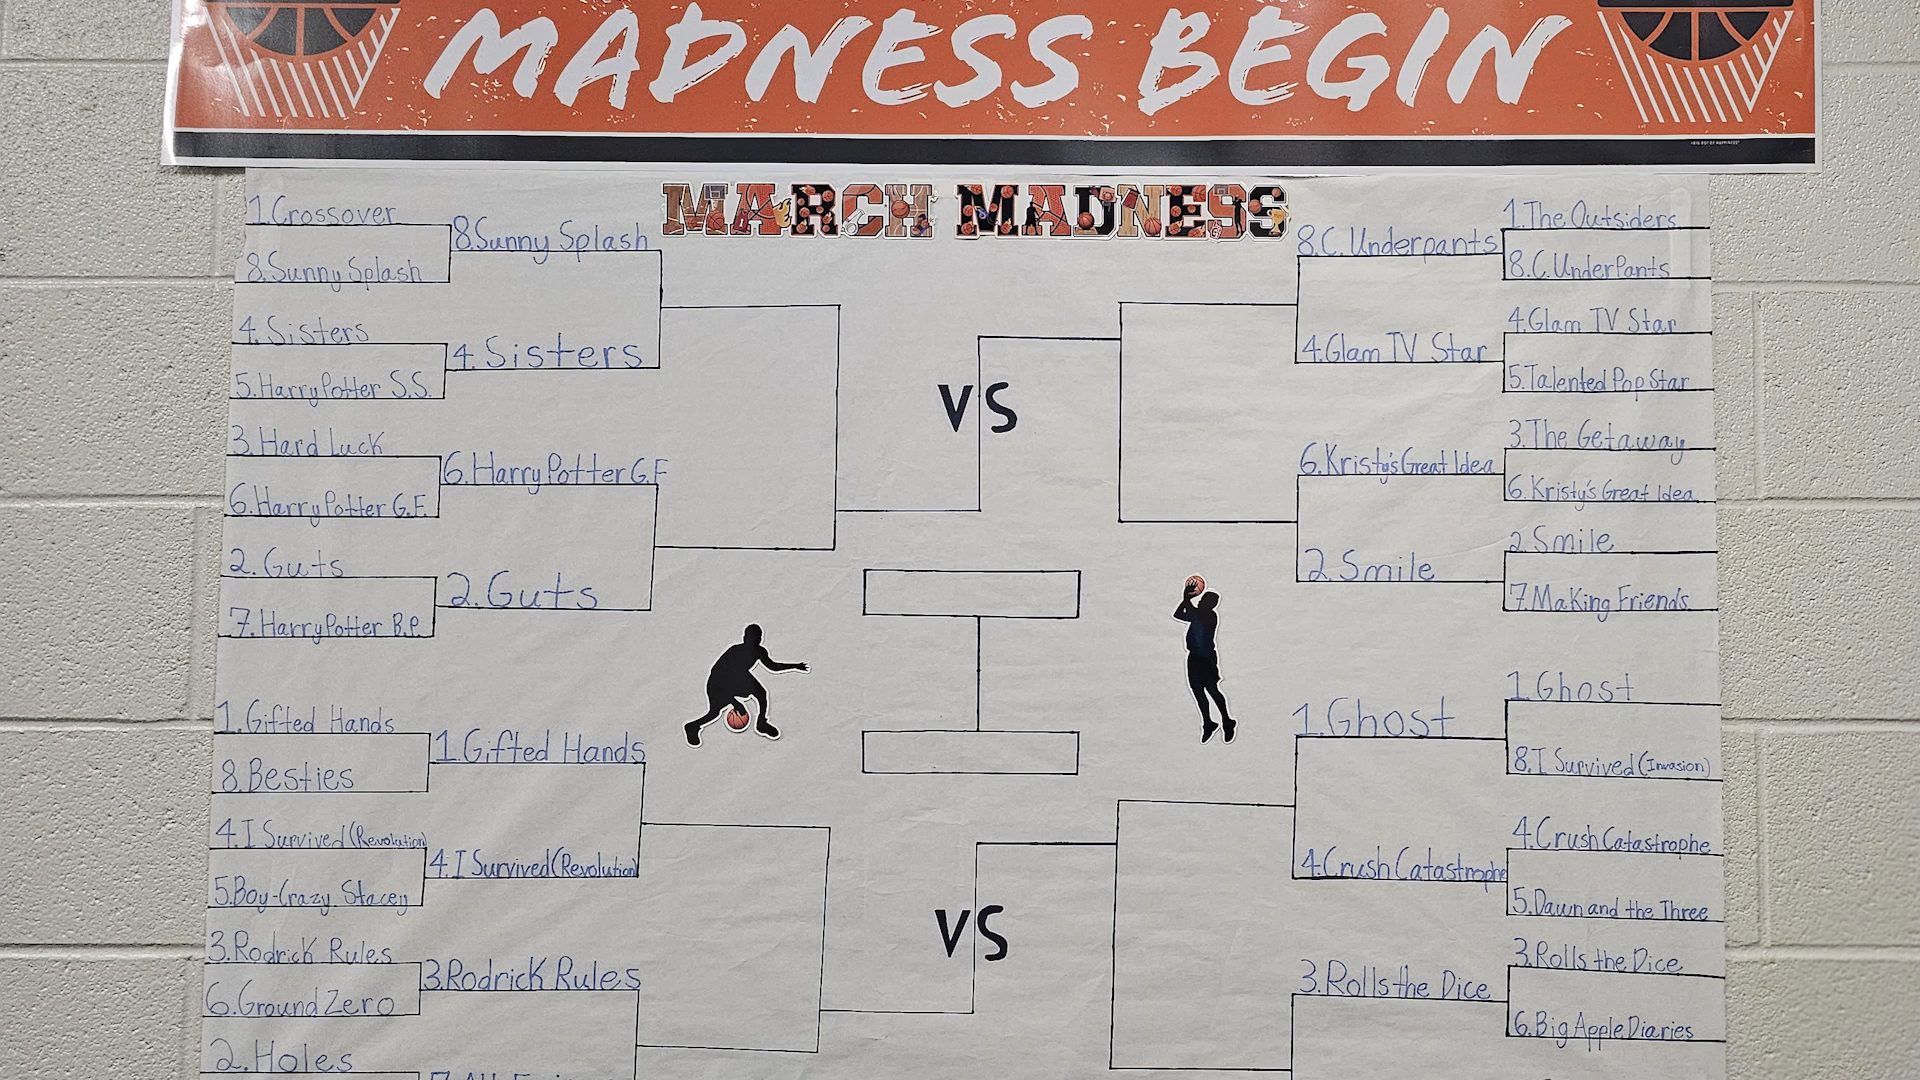 MADNESS BEGIN
MARCH MADNESS
1.Crossover
8.Sunny Splash
4.Sisters
5.Harry Potter S.S.
3.Hard Luck
6.Harry Potter G.F.
2.Guts
7.Harry Potter B.P.
1.Gifted Hands
8.Besties
4.I Survived (Revolution)
5.Boy-Crazy Stacey
3.Rodrick Rules
6.Ground Zero
2.Holes
8.Sunny Splash
4.Sisters
6.Harry Potter G.F
2.Guts
1.Gifted Hands
4.I Survived (Revolution)
3.Rodrick Rules
VS
VS
8.C. Underpants
4.Glam TV Star
6.Kristy's Great Idea
2.Smile
1.Ghost
4.Crush Catastrophe
3.Rolls the Dice
1.The Outsiders
8.C. UnderPants
4.Glam TV Star
5.Talented Pop Star
3.The Getaway
6.Kristy's Great Idea
2.Smile
7.Making Friends
1.Ghost
8.I Survived (Invasion)
4.Crush Catastrophe
5.Dawn and the Three
3.Rolls the Dice
6.Big Apple Diaries